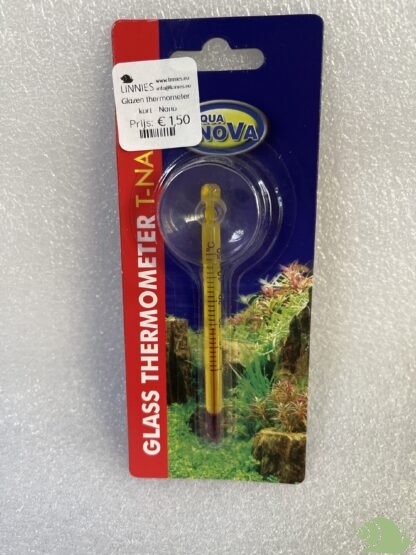 LINNIES www.linnies.eu
info@linnies.eu
Glazen thermometer
kort Nano
Prijs: € 1,50
AQUA
NOVA
GLASS THERMOMETER T-NA
°C
50